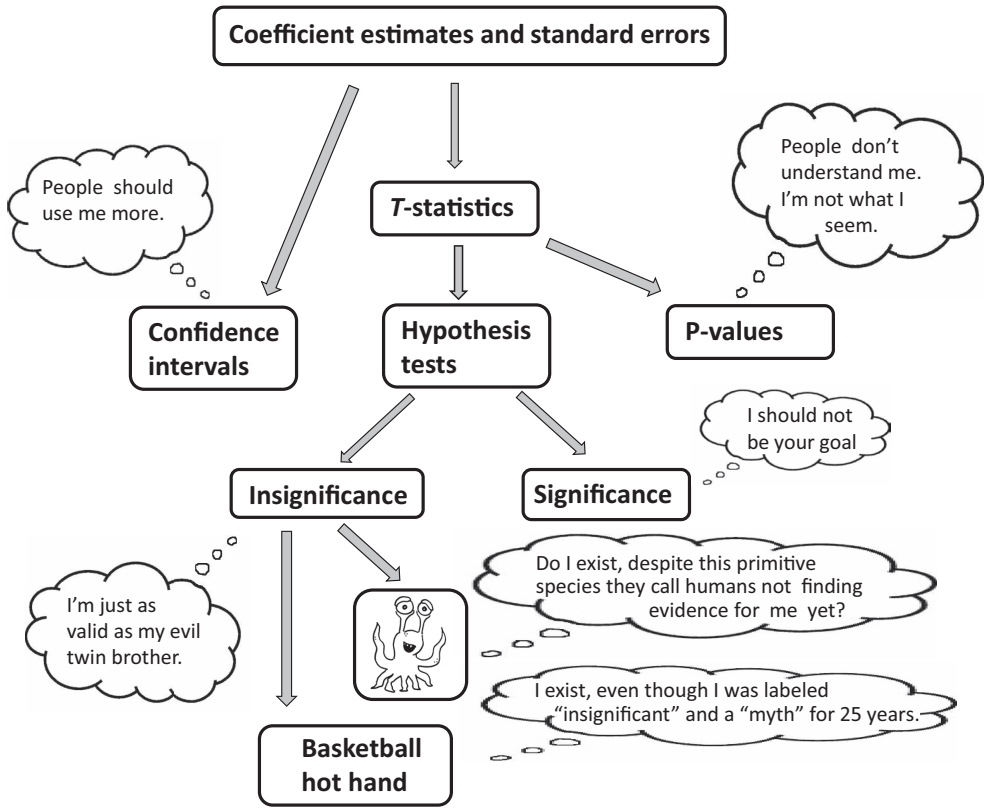 Coefficient estimates and standard errors
People should
use me more.
T-statistics
People don’t
understand me.
I’m not what I
seem.
Confidence
intervals
Hypothesis
tests
P-values
I should not
be your goal
Insignificance
Significance
I’m just as
valid as my evil
twin brother.
Do I exist, despite this primitive
species they call humans not finding
evidence for me yet?
I exist, even though I was labeled
“insignificant” and a “myth” for 25 years.
Basketball
hot hand